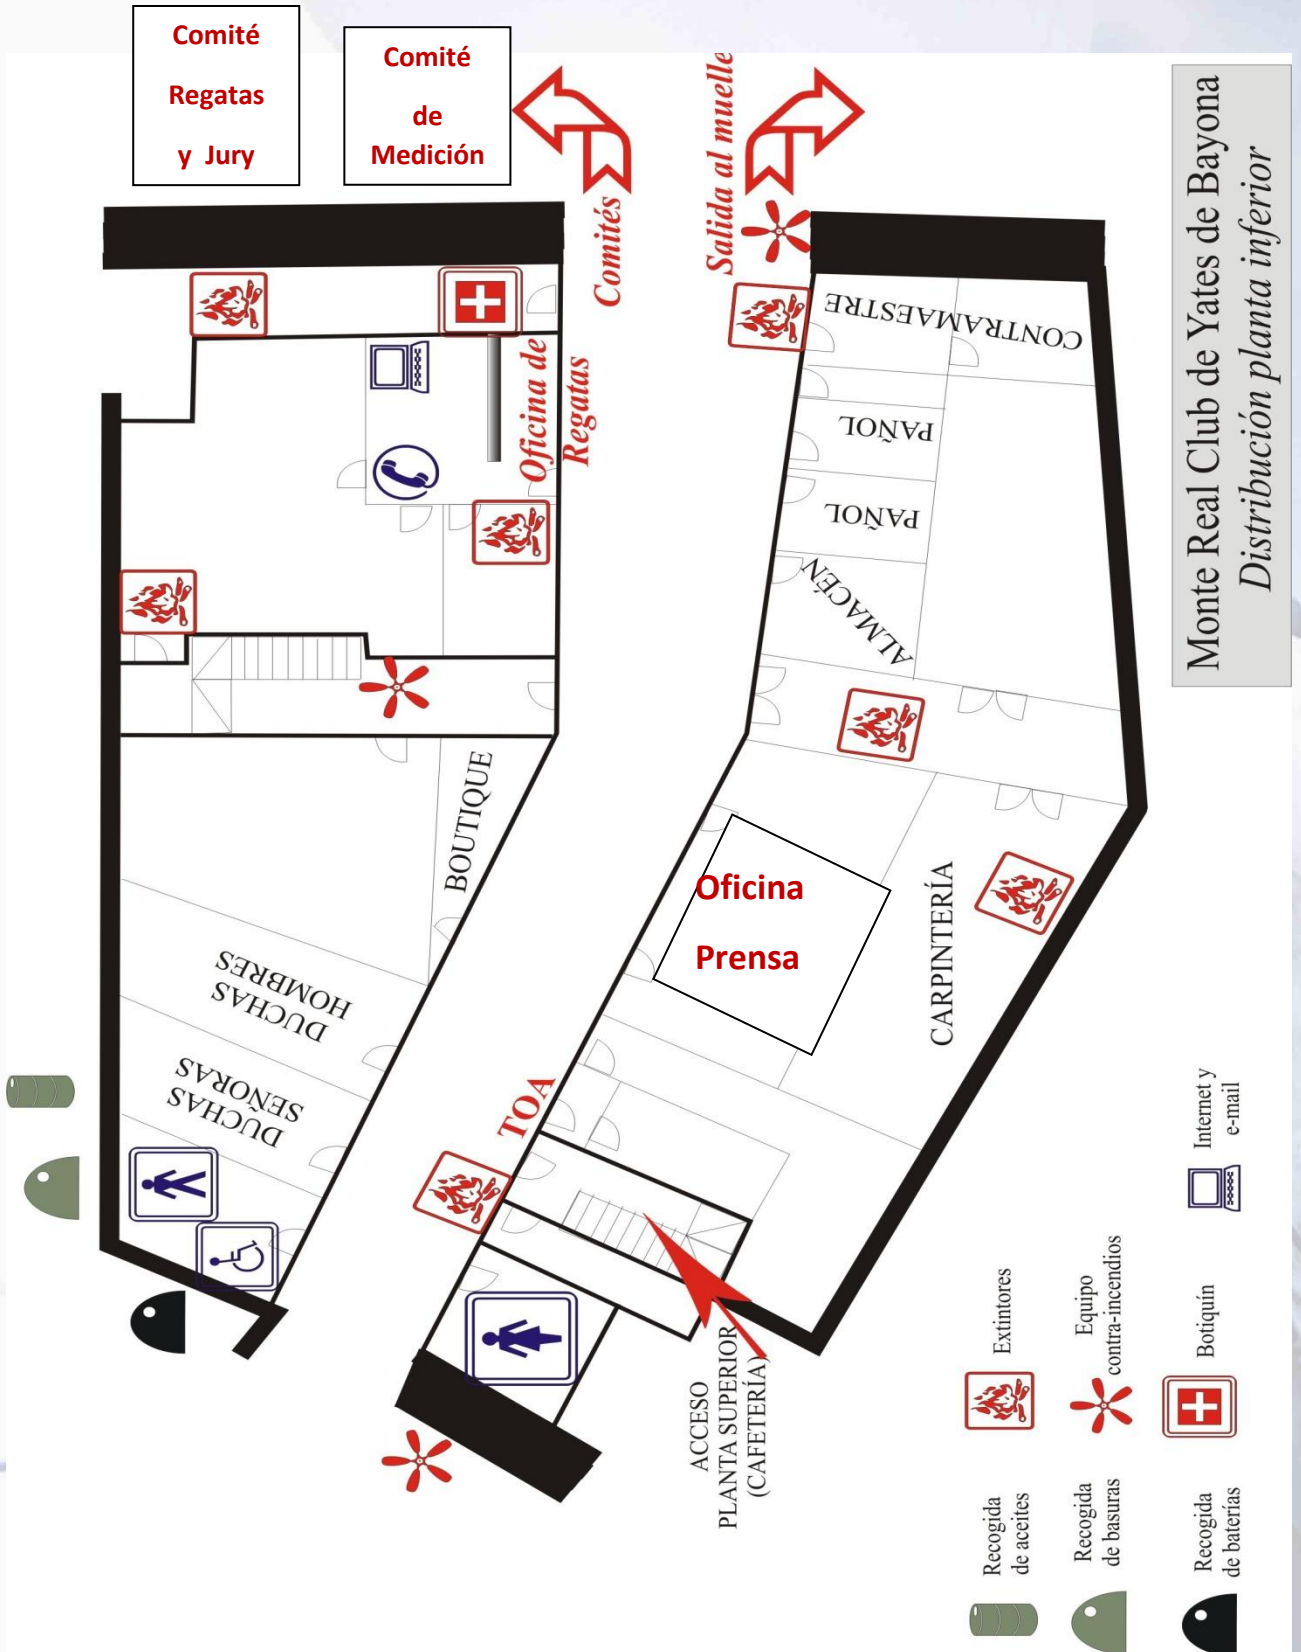 Comité
Regatas
y Jury
Comité
de
Medición
Comités
Salida al muelle
Monte Real Club de Yates de Bayona
Distribución planta inferior
Oficina de
Regatas
CONTRAMAESTRE
PAÑOL
PAÑOL
ALMACÉN
BOUTIQUE
Oficina
Prensa
CARPINTERÍA
DUCHAS
HOMBRES
DUCHAS
SEÑORAS
TOA
ACCESO
PLANTA SUPERIOR
(CAFETERÍA)
Internet y
e-mail
Extintores
Equipo
contra-incendios
Botiquín
Recogida
de aceites
Recogida
de basuras
Recogida
de baterías